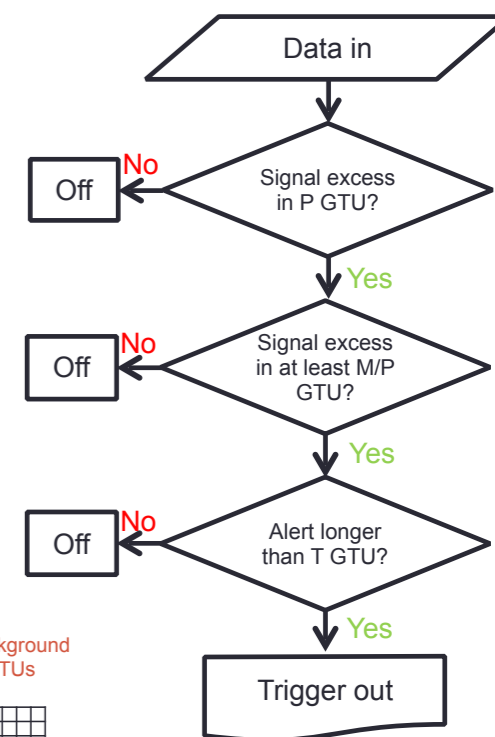 Data in
No
Off
Signal excess
in P GTU?
Yes
No
Off
Signal excess
in at least M/P
GTU?
Yes
No
Off
Alert longer
than T GTU?
Yes
Trigger out